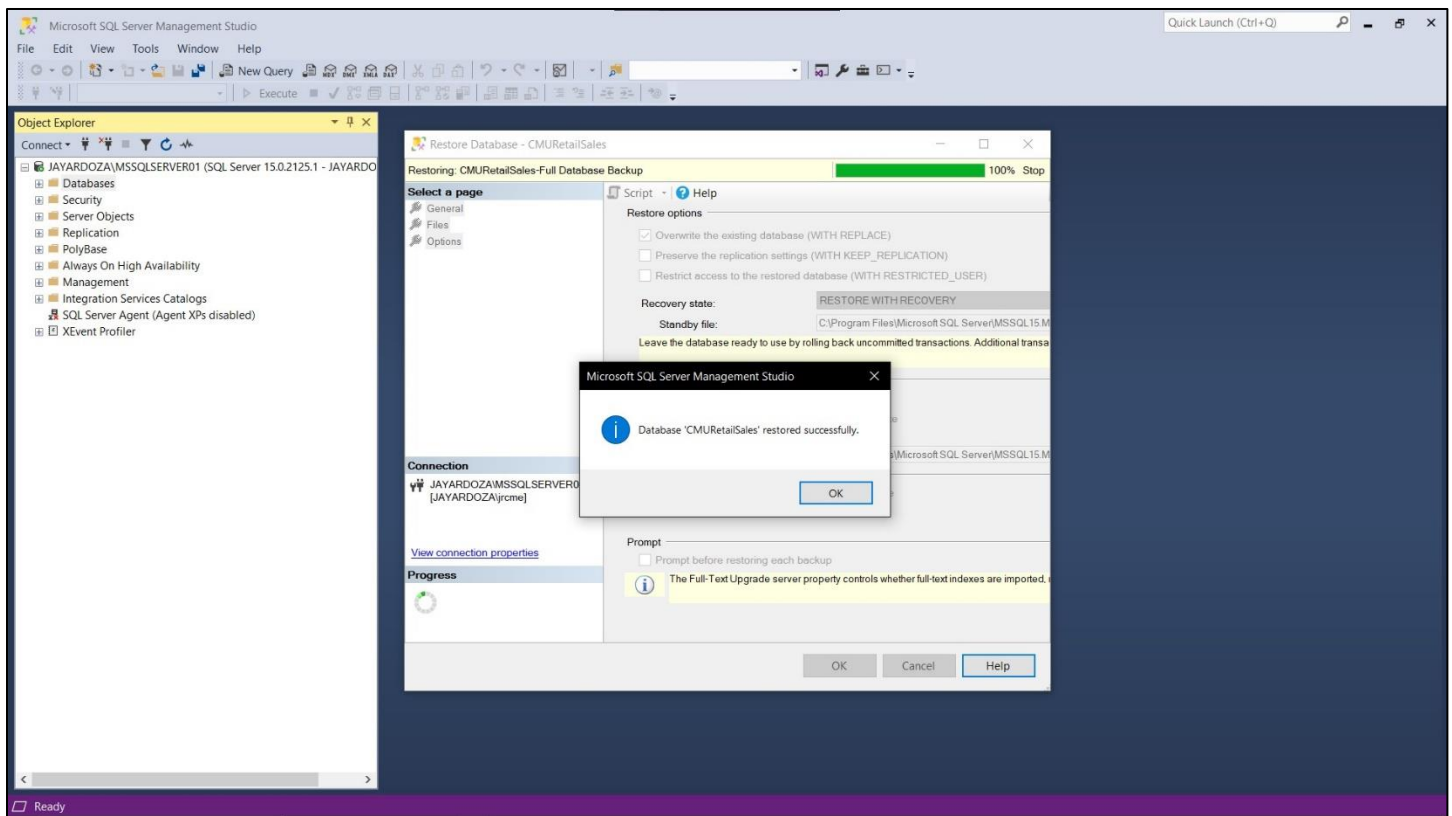 Microsoft SQL Server Management Studio
Quick Launch (Ctrl+Q)
File Edit View Tools Window Help
New Query
Execute
Object Explorer
Connect
JAYARDOZA\MSSQLSERVER01 (SQL Server 15.0.2125.1 - JAYARDO
Databases
Security
Server Objects
Replication
PolyBase
Always On High Availability
Management
Integration Services Catalogs
SQL Server Agent (Agent XPs disabled)
XEvent Profiler
Restore Database - CMURetailSales
Restoring: CMURetailSales-Full Database Backup
100% Stop
Select a page
General
Files
Options
Script Help
Restore options
Overwrite the existing database (WITH REPLACE)
Preserve the replication settings (WITH KEEP_REPLICATION)
Restrict access to the restored database (WITH RESTRICTED_USER)
Recovery state: RESTORE WITH RECOVERY
Standby file: C:\Program Files\Microsoft SQL Server\MSSQL15.M
Leave the database ready to use by rolling back uncommitted transactions. Additional transa
Microsoft SQL Server Management Studio
Database 'CMURetailSales' restored successfully.
OK
s\Microsoft SQL Server\MSSQL15.M
Connection
JAYARDOZA\MSSQLSERVER0
[JAYARDOZA\jrcme]
View connection properties
Prompt
Prompt before restoring each backup
The Full-Text Upgrade server property controls whether full-text indexes are imported,
Progress
OK Cancel Help
Ready